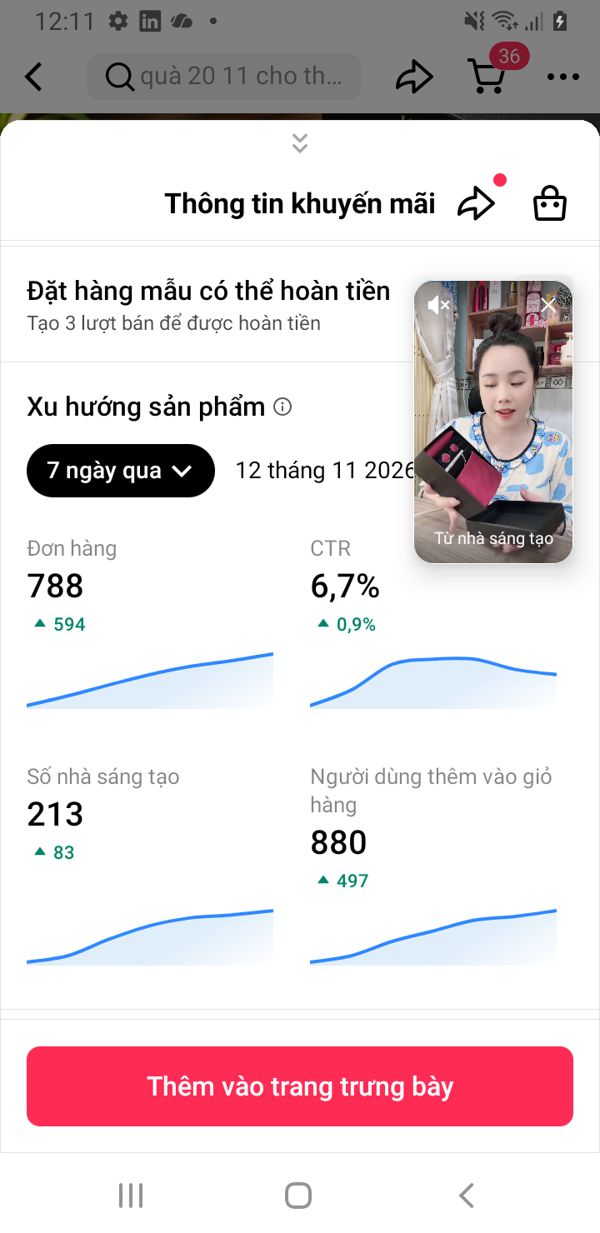 12:11
36
quà 20 11 cho th...
Thông tin khuyến mãi
Đặt hàng mẫu có thể hoàn tiền
Tạo 3 lượt bán để được hoàn tiền
Xu hướng sản phẩm
7 ngày qua
12 tháng 11 2026
Từ nhà sáng tạo
Đơn hàng
788
594
CTR
6,7%
0,9%
Số nhà sáng tạo
213
83
Người dùng thêm vào giỏ
hàng
880
497
Thêm vào trang trưng bày